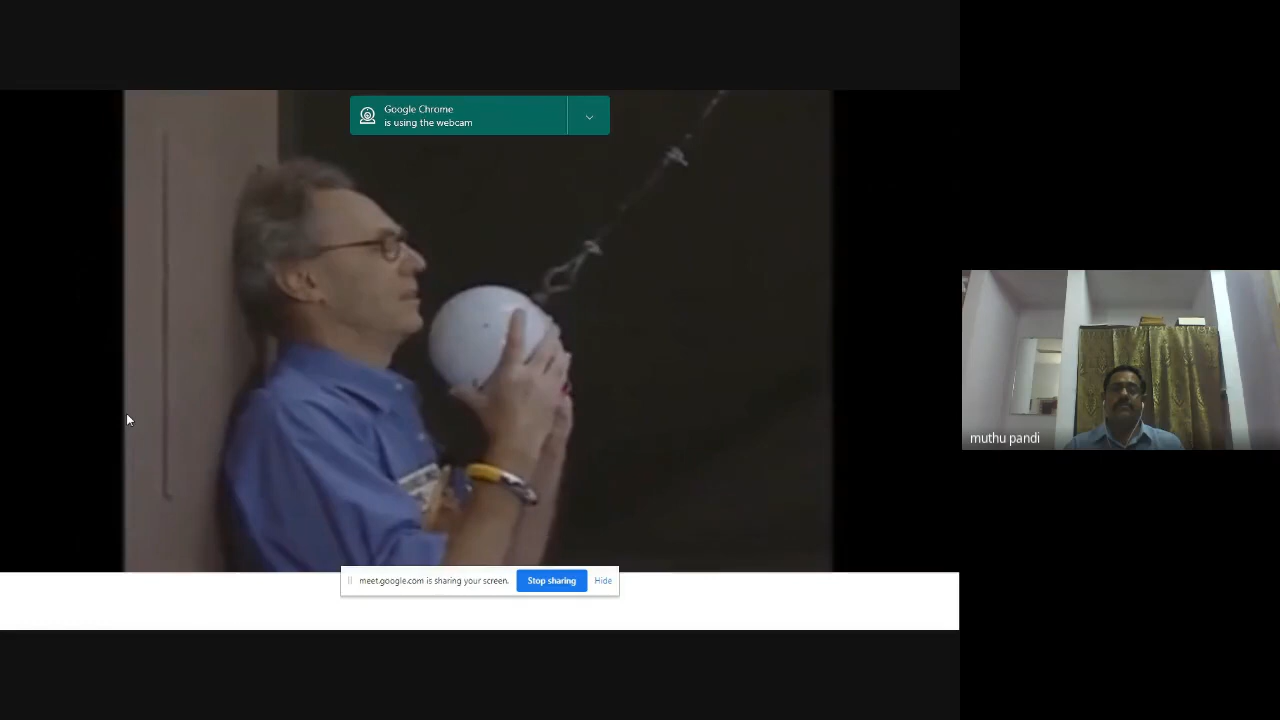 Google Chrome
is using the webcam
muthu pandi
meet.google.com is sharing your screen.
Stop sharing
Hide